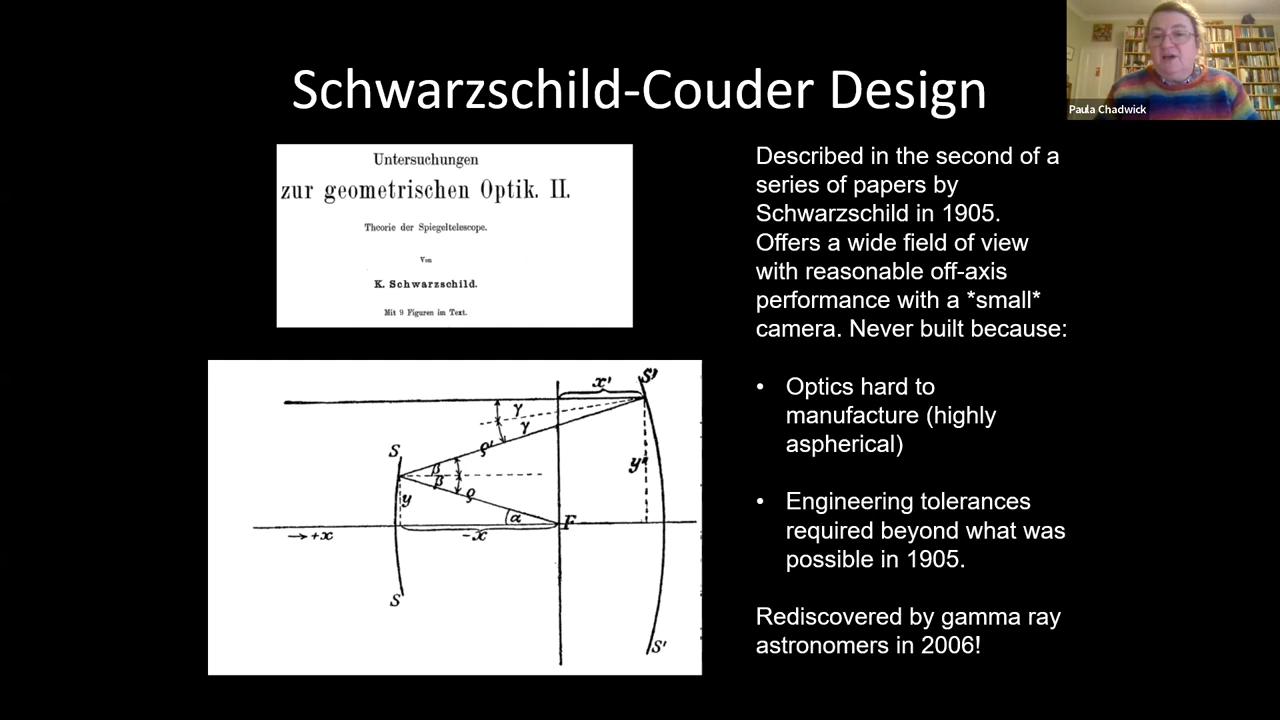 Schwarzschild-Couder Design
Paula Chadwick
Untersuchungen
zur geometrischen Optik. II.
Theorie der Spiegeltelescope.
Von
K. Schwarzschild.
Mit 9 Figuren im Text.
Described in the second of a
series of papers by
Schwarzschild in 1905.
Offers a wide field of view
with reasonable off-axis
performance with a *small*
camera. Never built because:
• Optics hard to
manufacture (highly
aspherical)
• Engineering tolerances
required beyond what was
possible in 1905.
Rediscovered by gamma ray
astronomers in 2006!
x' S'
γ
γ
S ϱ'
β
β y'
y ϱ
α F
→ +x -x
S
S'